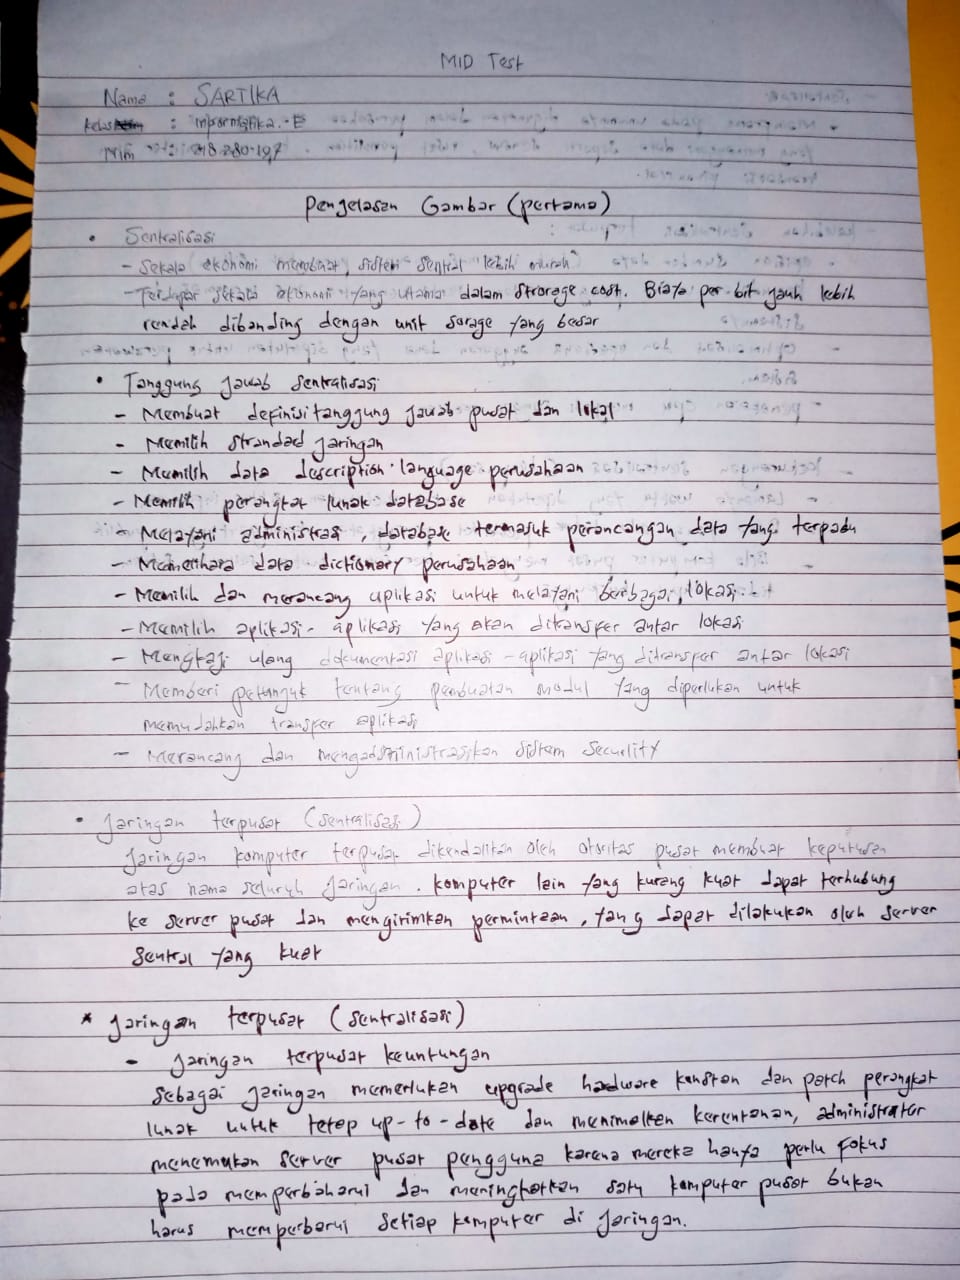 MID Test
Nama : SARTIKA
Kelas : Informatika.-E
Nim : 218 280 197
Pengelasan Gambar (pertama)
• Sentralisasi
- Sekala ekonomi membuat sistem sentral lebih murah
- Terdapat sekala ekonomi yang utama dalam strorage cost. Biaya per bit jauh lebih
rendah dibanding dengan unit sorage yang besar
• Tanggung jawab sentralisasi
- Membuat definisi tanggung jawab pusat dan lokal
- Memilih strandad jaringan
- Memilih data description language perusahaan
- Memilih perangkat lunak database
- Melayani administrasi database termasuk perancangan data yang terpadu
- Memelihara data dictionary perusahaan
- Memilih dan merancang aplikasi untuk melayani berbagai lokasi.
- Memilih aplikasi-aplikasi yang akan ditransfer antar lokasi
- Mengkaji ulang dokumentasi aplikasi-aplikasi yang ditransfer antar lokasi
- Memberi petunjuk tentang pembuatan modul yang diperlukan untuk
memudahkan transfer aplikasi
- Merancang dan mengadministrasikan sistem security
• Jaringan terpusat (sentralisasi)
Jaringan komputer terpusat dikendalikan oleh otoritas pusat membuat keputusan
atas nama seluruh jaringan. komputer lain yang kurang kuat dapat terhubung
ke server pusat dan mengirimkan permintaan, yang dapat dilakukan oleh server
sentral yang kuat
* Jaringan terpusat (sentralisasi)
- Jaringan terpusat keuntungan
sebagai jaringan memerlukan upgrade hardware konstan dan patch perangkat
lunak untuk tetap up-to-date dan menimalken kerentanan, administrator
menemukan server pusat pengguna karena mereka hanya perlu fokus
pada memperbaharui dan meningkatkan satu komputer pusat bukan
harus memperbarui setiap komputer di jaringan.